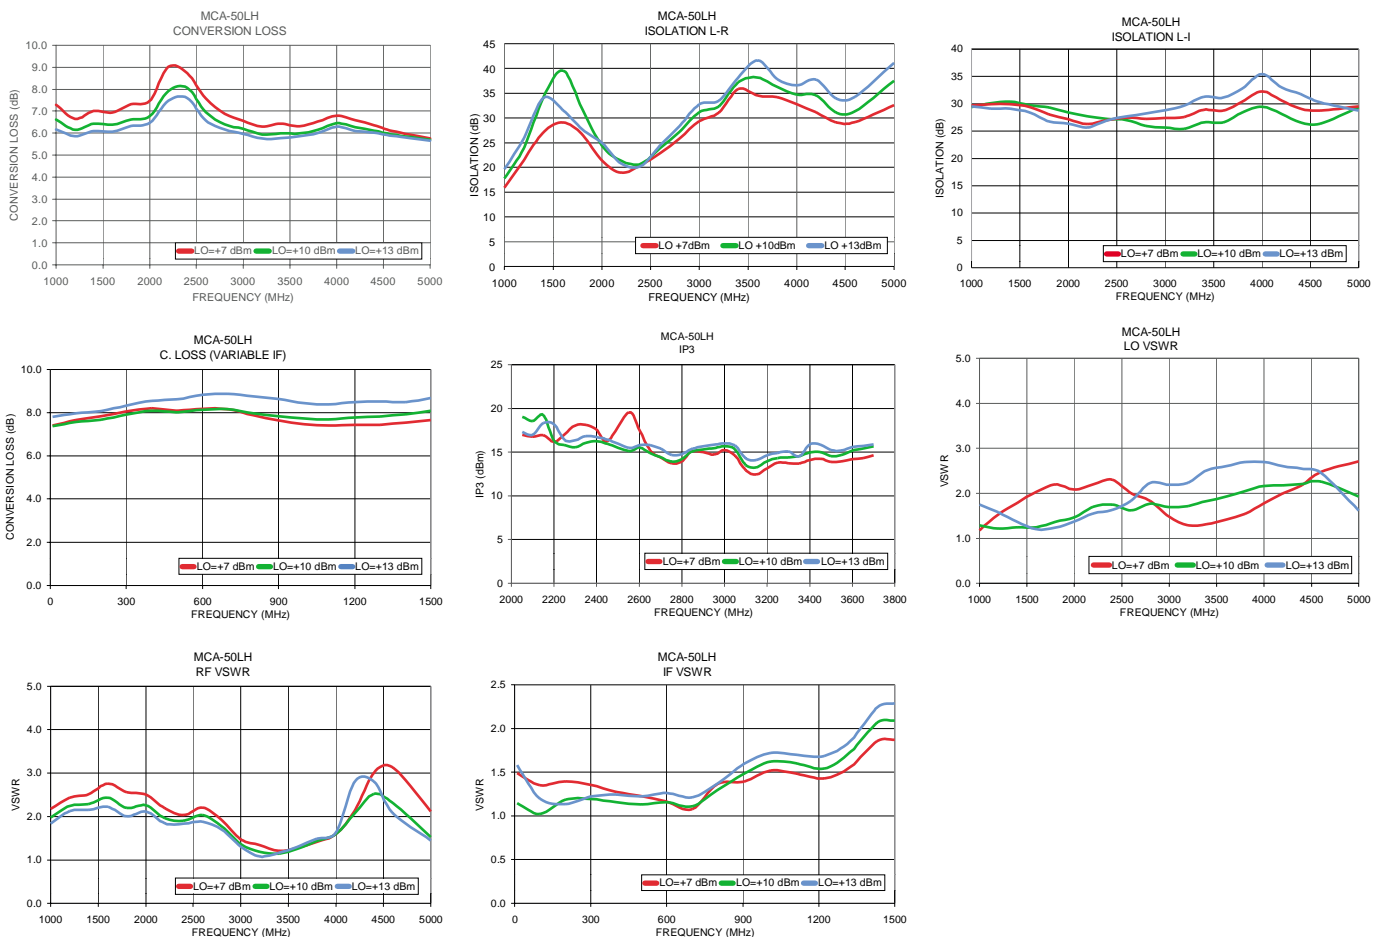 MCA-50LH
CONVERSION LOSS
CONVERSION LOSS (dB)
10.0
9.0
8.0
7.0
6.0
5.0
4.0
3.0
2.0
1.0
0.0
LO=+7 dBm LO=+10 dBm LO=+13 dBm
1000 1500 2000 2500 3000 3500 4000 4500 5000
FREQUENCY (MHz)
MCA-50LH
ISOLATION L-R
ISOLATION (dB)
45
40
35
30
25
20
15
10
5
0
LO +7dBm LO +10dBm LO +13dBm
1000 1500 2000 2500 3000 3500 4000 4500 5000
FREQUENCY (MHz)
MCA-50LH
ISOLATION L-I
ISOLATION (dB)
40
35
30
25
20
15
10
5
0
LO=+7 dBm LO=+10 dBm LO=+13 dBm
1000 1500 2000 2500 3000 3500 4000 4500 5000
FREQUENCY (MHz)
MCA-50LH
C. LOSS (VARIABLE IF)
CONVERSION LOSS (dB)
10.0
8.0
6.0
4.0
2.0
0.0
LO=+7 dBm LO=+10 dBm LO=+13 dBm
0 300 600 900 1200 1500
FREQUENCY (MHz)
MCA-50LH
IP3
IP3 (dBm)
25
20
15
10
5
0
LO=+7 dBm LO=+10 dBm LO=+13 dBm
2000 2200 2400 2600 2800 3000 3200 3400 3600 3800
FREQUENCY (MHz)
MCA-50LH
LO VSWR
VSWR
5.0
4.0
3.0
2.0
1.0
0.0
LO=+7 dBm LO=+10 dBm LO=+13 dBm
1000 1500 2000 2500 3000 3500 4000 4500 5000
FREQUENCY (MHz)
MCA-50LH
RF VSWR
VSWR
5.0
4.0
3.0
2.0
1.0
0.0
LO=+7 dBm LO=+10 dBm LO=+13 dBm
1000 1500 2000 2500 3000 3500 4000 4500 5000
FREQUENCY (MHz)
MCA-50LH
IF VSWR
VSWR
2.5
2.0
1.5
1.0
0.5
0.0
LO=+7 dBm LO=+10 dBm LO=+13 dBm
0 300 600 900 1200 1500
FREQUENCY (MHz)